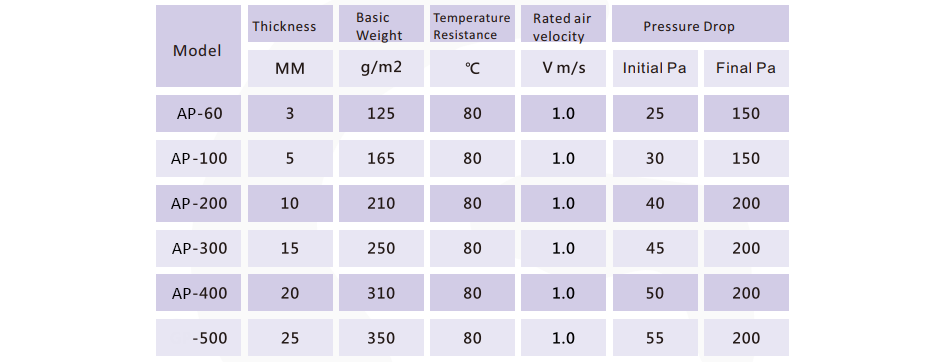 Model Thickness Basic Weight Temperature Resistance Rated air velocity Pressure Drop
MM g/m2 ℃ V m/s Initial Pa Final Pa
AP-60 3 125 80 1.0 25 150
AP-100 5 165 80 1.0 30 150
AP-200 10 210 80 1.0 40 200
AP-300 15 250 80 1.0 45 200
AP-400 20 310 80 1.0 50 200
-500 25 350 80 1.0 55 200